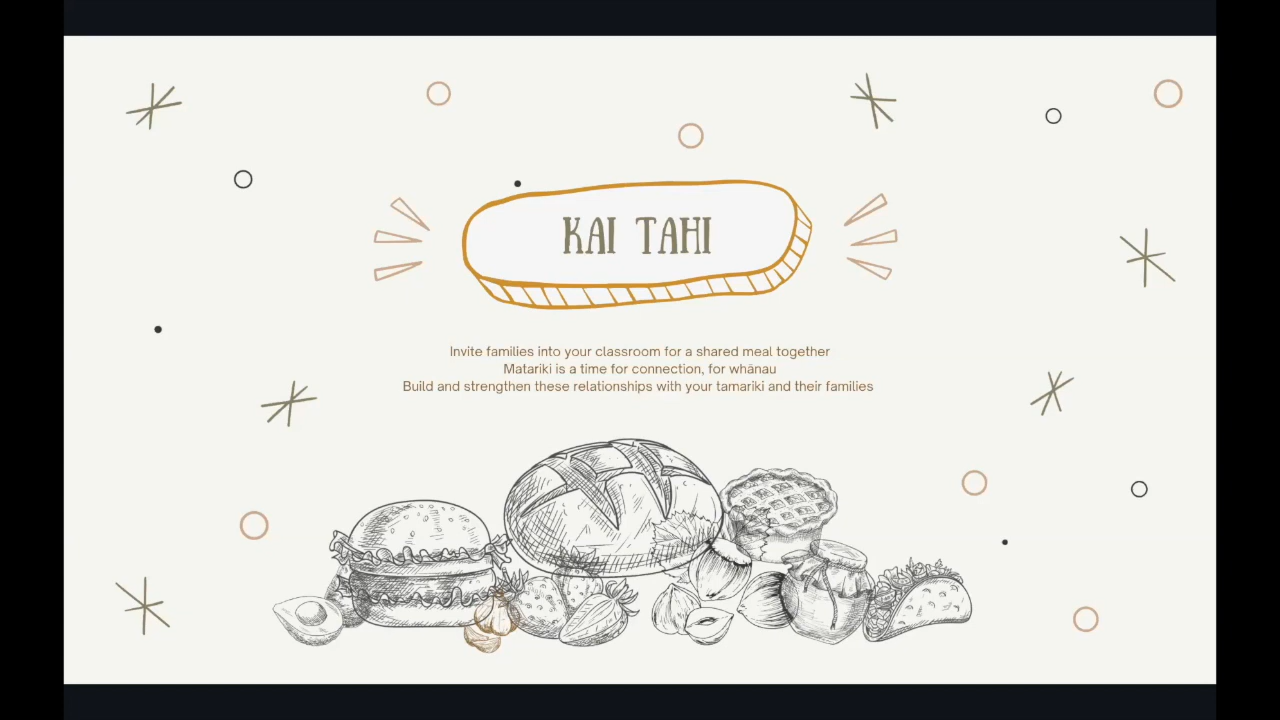 KAI TAHI
Invite families into your classroom for a shared meal together
Matariki is a time for connection, for whānau
Build and strengthen these relationships with your tamariki and their families